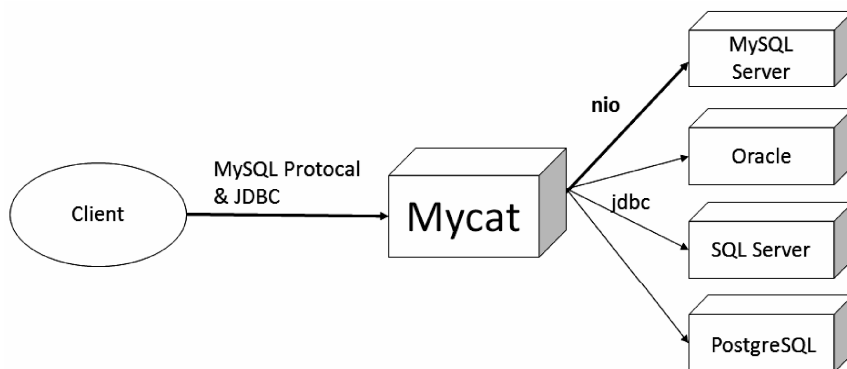 MySQL
Server
nio
MySQL Protocal
& JDBC
Oracle
Client
Mycat
jdbc
SQL Server
PostgreSQL